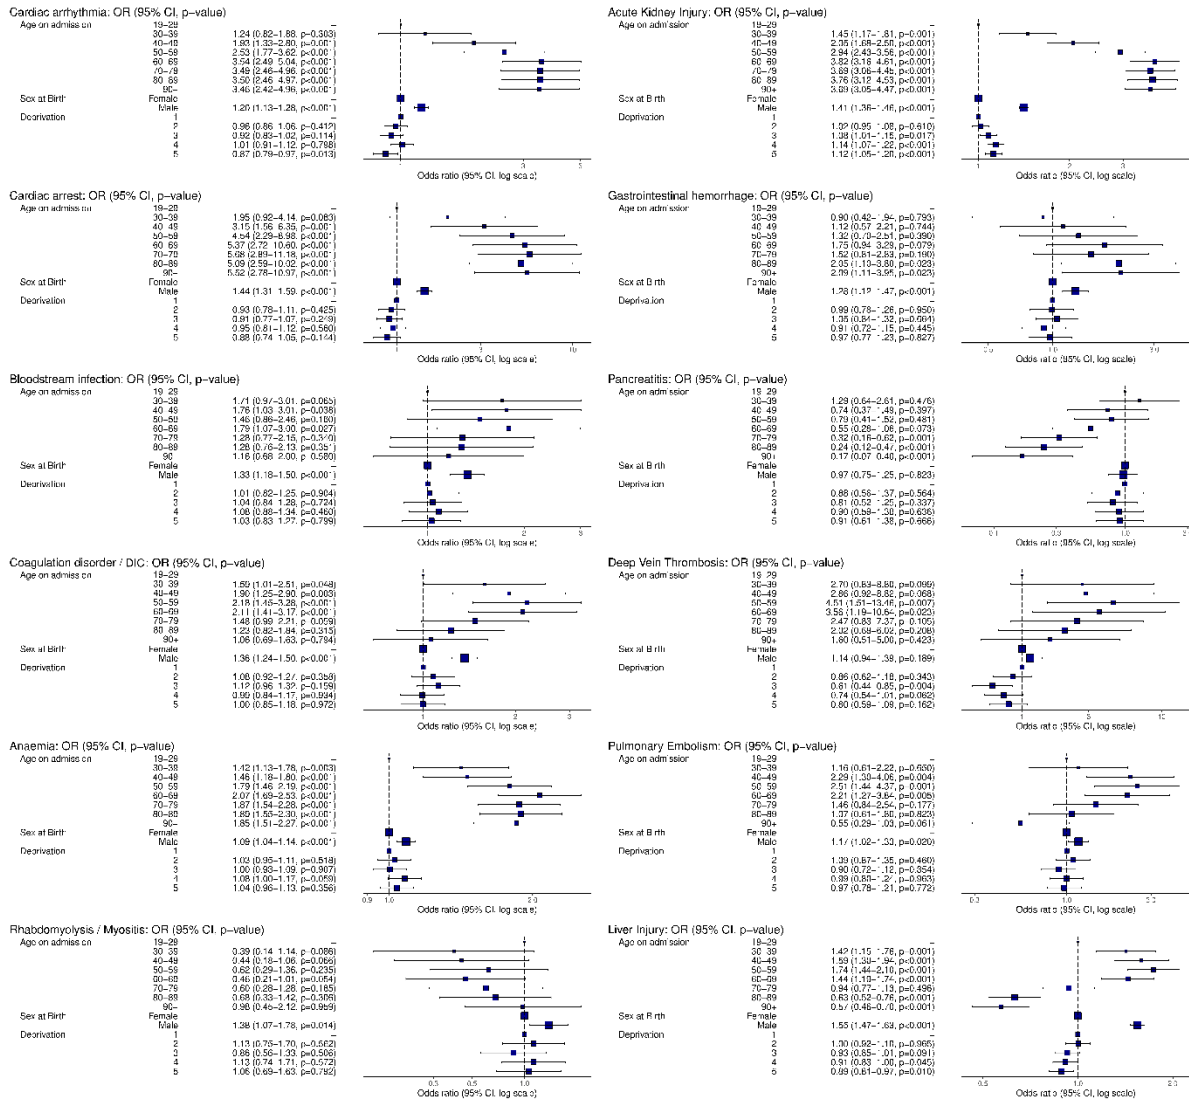 Cardiac arrhythmia: OR (95% CI, p-value)
Age on admission 19-29 –
30-39 1.24 (0.82-1.88, p=0.303)
40-49 1.93 (1.33-2.80, p<0.001)
50-59 2.53 (1.77-3.62, p<0.001)
60-69 3.54 (2.49-5.04, p<0.001)
70-79 3.49 (2.46-4.96, p<0.001)
80-89 3.50 (2.46-4.97, p<0.001)
90- 3.46 (2.42-4.96, p<0.001)
Sex at Birth Female –
Male 1.20 (1.13-1.28, p<0.001)
Deprivation 1 –
2 0.96 (0.86-1.06, p=0.412)
3 0.92 (0.83-1.02, p=0.114)
4 1.01 (0.91-1.12, p=0.798)
5 0.87 (0.79-0.97, p=0.013)
Odds ratio (95% CI, log scale)
Acute Kidney Injury: OR (95% CI, p-value)
Age on admission 19-29 –
30-39 1.45 (1.17-1.81, p=0.001)
40-49 (1.68-2.50, p<0.001)
50-59 2.94 (2.43-3.56, p<0.001)
60-69 3.82 (3.16-4.61, p<0.001)
70-79 3.69 (3.06-4.45, p<0.001)
80-89 3.76 (3.12-4.53, p<0.001)
90+ 3.69 (3.05-4.47, p<0.001)
Sex at Birth Female –
Male 1.41 (1.36-1.46, p<0.001)
Deprivation 1 –
2 1.02 (0.95-1.08, p=0.610)
3 1.08 (1.01-1.15, p=0.017)
4 1.14 (1.07-1.22, p<0.001)
5 1.12 (1.05-1.20, p<0.001)
Odds ratio (95% CI, log scale)
Cardiac arrest: OR (95% CI, p-value)
Age on admission 19-29 –
30-39 1.95 (0.92-4.14, p=0.083)
40-49 3.15 (1.56-6.35, p=0.001)
50-59 4.54 (2.29-8.98, p<0.001)
60-69 5.37 (2.72-10.60, p<0.001)
70-79 5.68 (2.89-11.18, p<0.001)
80-89 5.09 (2.59-10.02, p<0.001)
90- 5.52 (2.78-10.97, p<0.001)
Sex at Birth Female –
Male 1.44 (1.31-1.59, p<0.001)
Deprivation 1 –
2 0.93 (0.78-1.11, p=0.425)
3 0.91 (0.77-1.07, p=0.249)
4 0.95 (0.81-1.12, p=0.560)
5 0.88 (0.74-1.05, p=0.144)
Odds ratio (95% CI, log scale)
Gastrointestinal hemorrhage: OR (95% CI, p-value)
Age on admission 19-29 –
30-39 0.90 (0.42-1.94, p=0.793)
40-49 1.12 (0.57-2.21, p=0.744)
50-59 1.32 (0.70-2.51, p=0.390)
60-69 1.75 (0.94-3.29, p=0.079)
70-79 1.52 (0.81-2.83, p=0.190)
80-89 2.05 (1.10-3.80, p=0.023)
90+ 2.09 (1.11-3.95, p=0.023)
Sex at Birth Female –
Male 1.28 (1.12-1.47, p<0.001)
Deprivation 1 –
2 0.99 (0.78-1.26, p=0.950)
3 1.05 (0.84-1.32, p=0.664)
4 0.91 (0.72-1.15, p=0.445)
5 0.97 (0.77-1.23, p=0.827)
Odds ratio (95% CI, log scale)
Bloodstream infection: OR (95% CI, p-value)
Age on admission 19-29 –
30-39 1.71 (0.97-3.01, p=0.065)
40-49 1.76 (1.03-3.01, p=0.038)
50-59 1.46 (0.86-2.46, p=0.160)
60-69 1.79 (1.07-3.00, p=0.027)
70-79 1.28 (0.77-2.15, p=0.340)
80-89 1.28 (0.76-2.13, p=0.351)
90- 1.16 (0.68-2.00, p=0.580)
Sex at Birth Female –
Male 1.33 (1.18-1.50, p<0.001)
Deprivation 1 –
2 1.01 (0.82-1.25, p=0.904)
3 1.04 (0.84-1.28, p=0.724)
4 1.08 (0.88-1.34, p=0.460)
5 1.03 (0.83-1.27, p=0.799)
Odds ratio (95% CI, log scale)
Pancreatitis: OR (95% CI, p-value)
Age on admission 19-29 –
30-39 1.29 (0.64-2.61, p=0.476)
40-49 0.74 (0.37-1.49, p=0.397)
50-59 0.79 (0.41-1.52, p=0.481)
60-69 0.55 (0.28-1.06, p=0.073)
70-79 0.32 (0.16-0.62, p=0.001)
80-89 0.24 (0.12-0.47, p<0.001)
90+ 0.17 (0.07-0.40, p<0.001)
Sex at Birth Female –
Male 0.97 (0.75-1.25, p=0.823)
Deprivation 1 –
2 0.88 (0.56-1.37, p=0.564)
3 0.81 (0.52-1.25, p=0.337)
4 0.90 (0.59-1.38, p=0.636)
5 0.91 (0.61-1.38, p=0.666)
Odds ratio (95% CI, log scale)
Coagulation disorder / DIC: OR (95% CI, p-value)
Age on admission 19-29 –
30-39 1.59 (1.01-2.51, p=0.048)
40-49 1.90 (1.25-2.90, p=0.003)
50-59 2.18 (1.45-3.28, p<0.001)
60-69 2.11 (1.41-3.17, p<0.001)
70-79 1.48 (0.99-2.21, p=0.059)
80-89 1.23 (0.82-1.84, p=0.315)
90+ 1.06 (0.69-1.63, p=0.794)
Sex at Birth Female –
Male 1.36 (1.24-1.50, p<0.001)
Deprivation 1 –
2 1.08 (0.92-1.27, p=0.358)
3 1.12 (0.96-1.32, p=0.159)
4 0.99 (0.84-1.17, p=0.934)
5 1.00 (0.85-1.18, p=0.972)
Odds ratio (95% CI, log scale)
Deep Vein Thrombosis: OR (95% CI, p-value)
Age on admission 19-29 –
30-39 2.70 (0.83-8.80, p=0.099)
40-49 2.86 (0.92-8.82, p=0.068)
50-59 4.51 (1.51-13.46, p=0.007)
60-69 3.56 (1.19-10.64, p=0.023)
70-79 2.47 (0.83-7.37, p=0.105)
80-89 2.02 (0.68-6.02, p=0.208)
90+ 1.60 (0.51-5.00, p=0.423)
Sex at Birth Female –
Male 1.14 (0.94-1.39, p=0.189)
Deprivation 1 –
2 0.86 (0.62-1.18, p=0.343)
3 0.61 (0.44-0.85, p=0.004)
4 0.74 (0.54-1.01, p=0.062)
5 0.80 (0.59-1.09, p=0.162)
Odds ratio (95% CI, log scale)
Anaemia: OR (95% CI, p-value)
Age on admission 19-29 –
30-39 1.42 (1.13-1.78, p=0.003)
40-49 1.46 (1.18-1.80, p<0.001)
50-59 1.79 (1.46-2.19, p<0.001)
60-69 2.07 (1.69-2.53, p<0.001)
70-79 1.87 (1.54-2.28, p<0.001)
80-89 1.89 (1.55-2.30, p<0.001)
90- 1.85 (1.51-2.27, p<0.001)
Sex at Birth Female –
Male 1.09 (1.04-1.14, p<0.001)
Deprivation 1 –
2 1.03 (0.95-1.11, p=0.518)
3 1.00 (0.93-1.09, p=0.907)
4 1.08 (1.00-1.17, p=0.059)
5 1.04 (0.96-1.13, p=0.356)
Odds ratio (95% CI, log scale)
Pulmonary Embolism: OR (95% CI, p-value)
Age on admission 19-29 –
30-39 1.16 (0.61-2.22, p=0.650)
40-49 2.29 (1.30-4.06, p=0.004)
50-59 2.51 (1.44-4.37, p=0.001)
60-69 2.21 (1.27-3.84, p=0.005)
70-79 1.46 (0.84-2.54, p=0.177)
80-89 1.07 (0.61-1.80, p=0.823)
90+ 0.55 (0.29-1.03, p=0.061)
Sex at Birth Female –
Male 1.17 (1.02-1.33, p=0.020)
Deprivation 1 –
2 1.09 (0.87-1.35, p=0.460)
3 0.90 (0.72-1.12, p=0.354)
4 0.99 (0.80-1.24, p=0.963)
5 0.97 (0.78-1.21, p=0.772)
Odds ratio (95% CI, log scale)
Rhabdomyolysis / Myositis: OR (95% CI, p-value)
Age on admission 19-29 –
30-39 0.39 (0.14-1.14, p=0.086)
40-49 0.44 (0.18-1.06, p=0.066)
50-59 0.62 (0.29-1.36, p=0.235)
60-69 0.46 (0.21-1.01, p=0.054)
70-79 0.60 (0.28-1.28, p=0.185)
80-89 0.68 (0.33-1.42, p=0.306)
90- 0.98 (0.45-2.12, p=0.959)
Sex at Birth Female –
Male 1.38 (1.07-1.78, p=0.014)
Deprivation 1 –
2 1.13 (0.75-1.70, p=0.562)
3 0.86 (0.56-1.33, p=0.506)
4 1.13 (0.74-1.71, p=0.572)
5 1.06 (0.69-1.63, p=0.782)
Odds ratio (95% CI, log scale)
Liver Injury: OR (95% CI, p-value)
Age on admission 19-29 –
30-39 1.42 (1.15-1.76, p=0.001)
40-49 1.59 (1.30-1.94, p<0.001)
50-59 1.74 (1.44-2.10, p<0.001)
60-69 1.44 (1.19-1.74, p<0.001)
70-79 0.94 (0.77-1.13, p=0.496)
80-89 0.63 (0.52-0.76, p<0.001)
90+ 0.57 (0.46-0.70, p<0.001)
Sex at Birth Female –
Male 1.55 (1.47-1.63, p<0.001)
Deprivation 1 –
2 1.00 (0.92-1.10, p=0.965)
3 0.93 (0.85-1.01, p=0.091)
4 0.91 (0.83-1.00, p=0.045)
5 0.89 (0.81-0.97, p=0.010)
Odds ratio (95% CI, log scale)